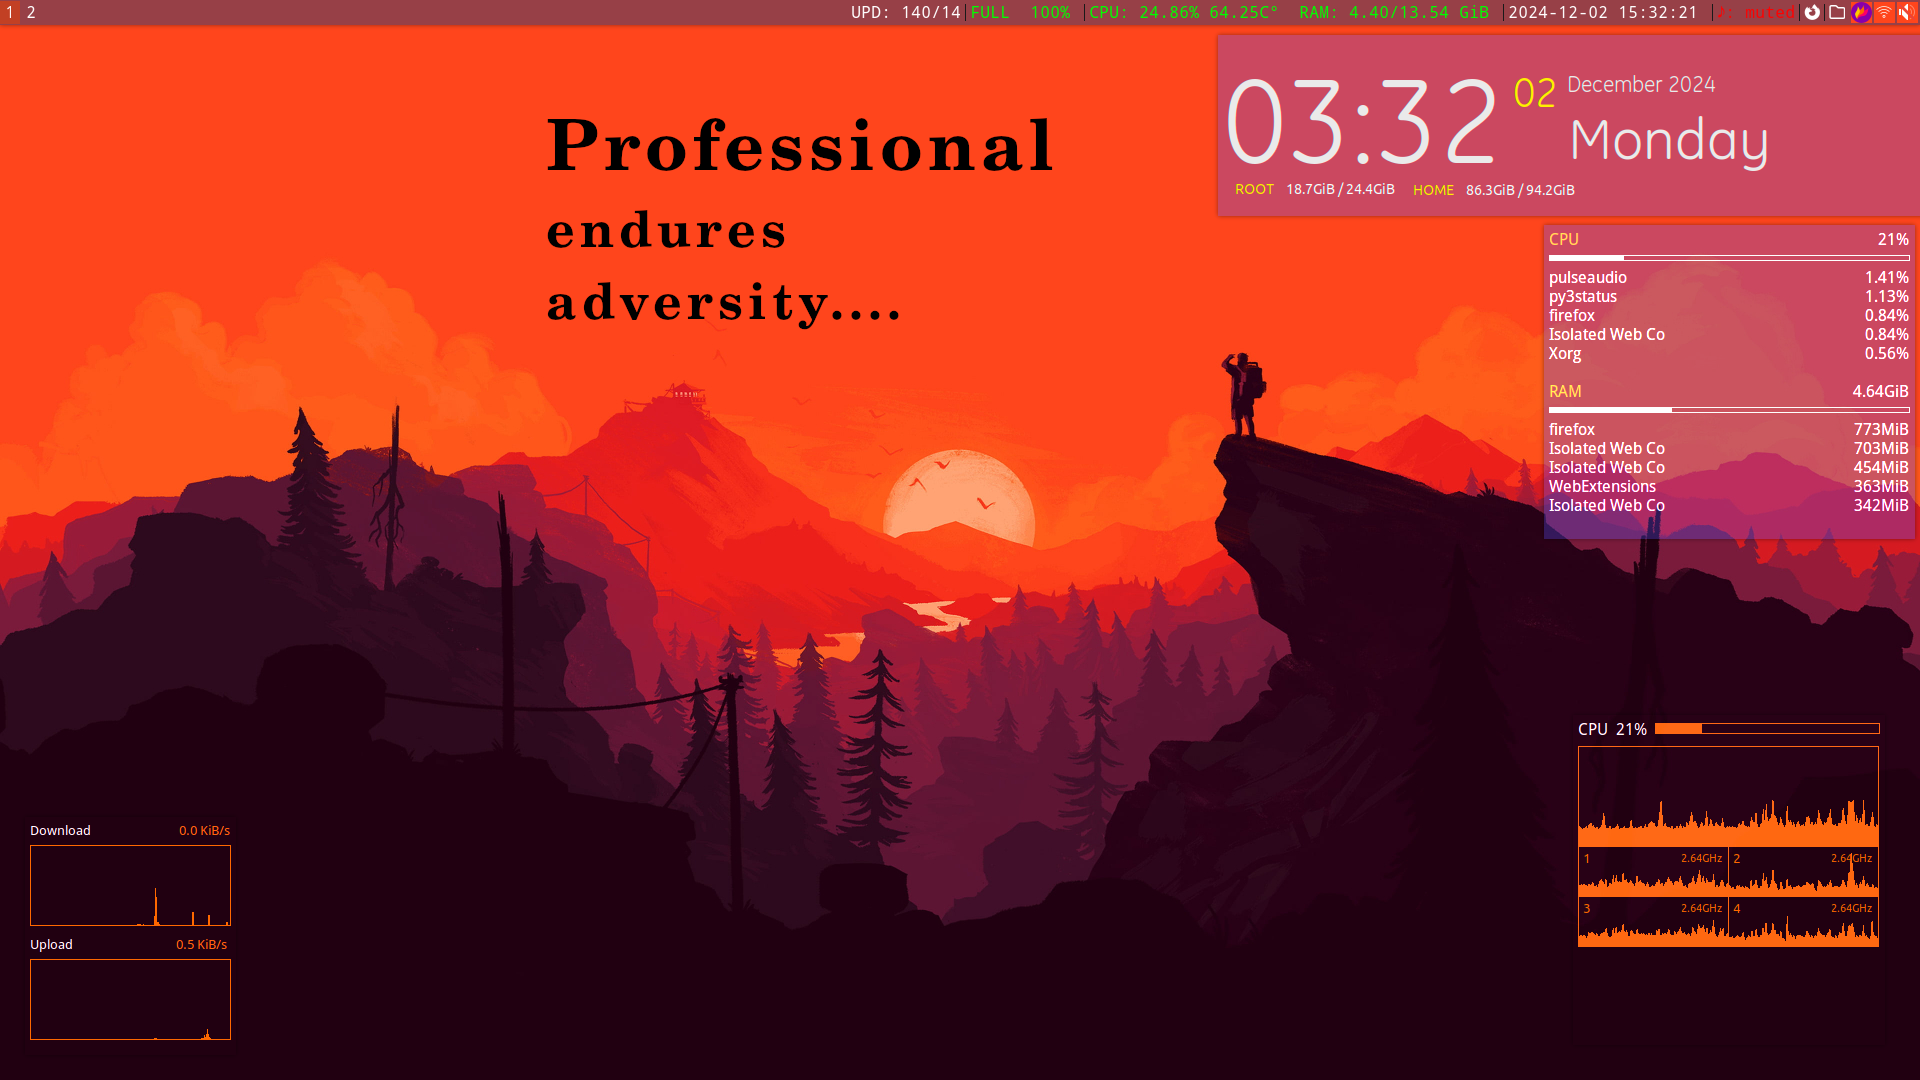 1 2 UPD: 140/14 FULL 100% CPU: 24.86% 64.25C° RAM: 4.40/13.54 GiB 2024-12-02 15:32:21 ♪: muted
Professional
endures
adversity....
03:32 02 December 2024
Monday
ROOT 18.7GiB / 24.4GiB HOME 86.3GiB / 94.2GiB
CPU 21%
pulseaudio 1.41%
py3status 1.13%
firefox 0.84%
Isolated Web Co 0.84%
Xorg 0.56%
RAM 4.64GiB
firefox 773MiB
Isolated Web Co 703MiB
Isolated Web Co 454MiB
WebExtensions 363MiB
Isolated Web Co 342MiB
CPU 21%
1 2.64GHz 2 2.64GHz
3 2.64GHz 4 2.64GHz
Download 0.0 KiB/s
Upload 0.5 KiB/s